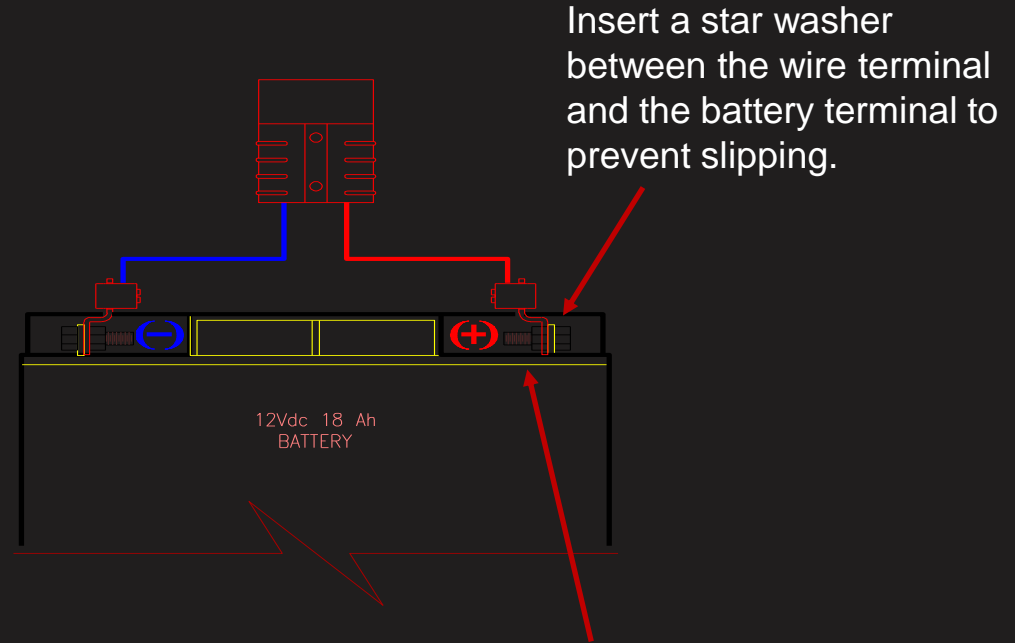 Insert a star washer
between the wire terminal
and the battery terminal to
prevent slipping.
(−) (+)
12Vdc 18 Ah
BATTERY